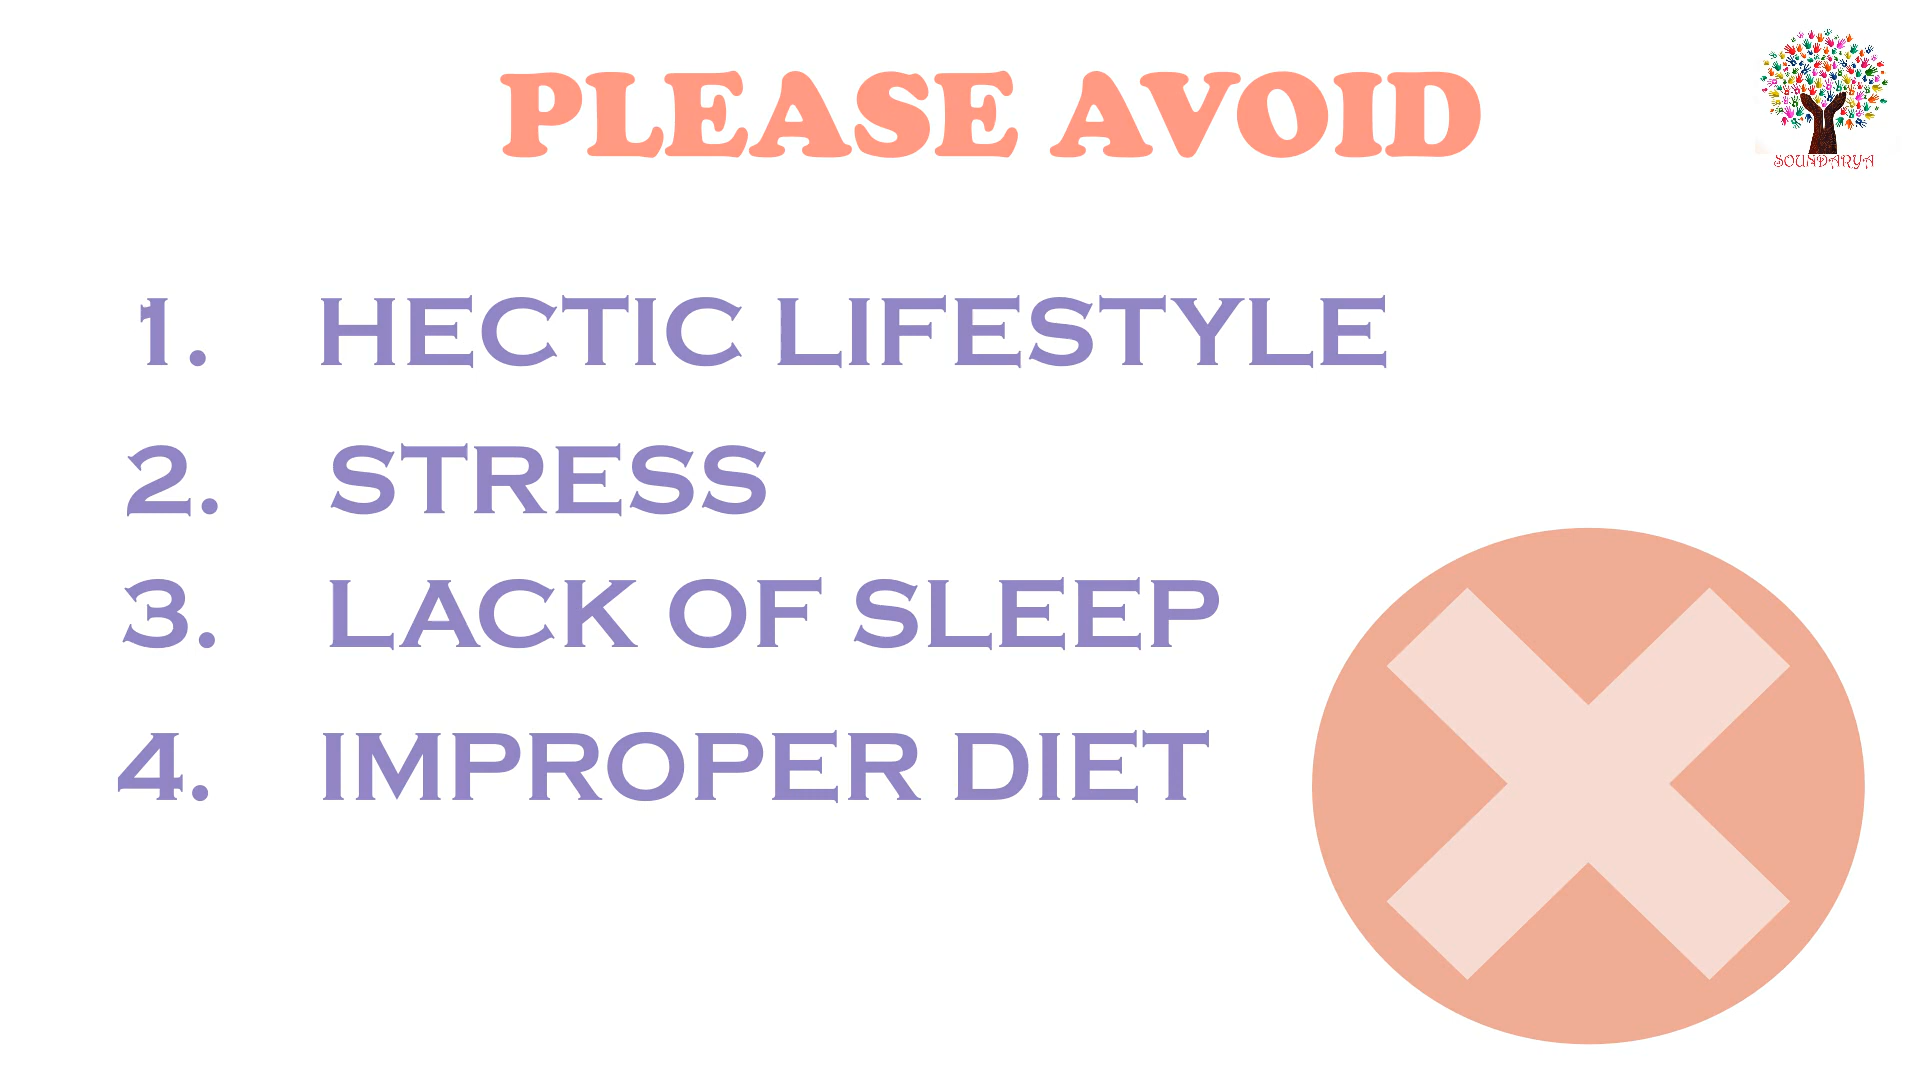 PLEASE AVOID
SOUNDARYA
1. HECTIC LIFESTYLE
2. STRESS
3. LACK OF SLEEP
4. IMPROPER DIET